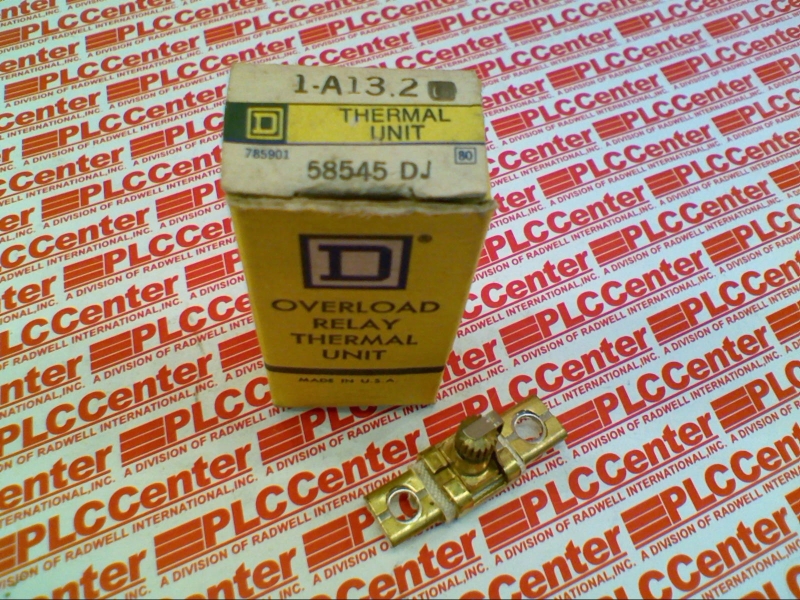 1-A13.2
D
THERMAL
UNIT
785901
80
58545 DJ
D
®
OVERLOAD
RELAY
THERMAL
UNIT
MADE IN U.S.A.
PLCCenter
A DIVISION OF RADWELL INTERNATIONAL, INC.